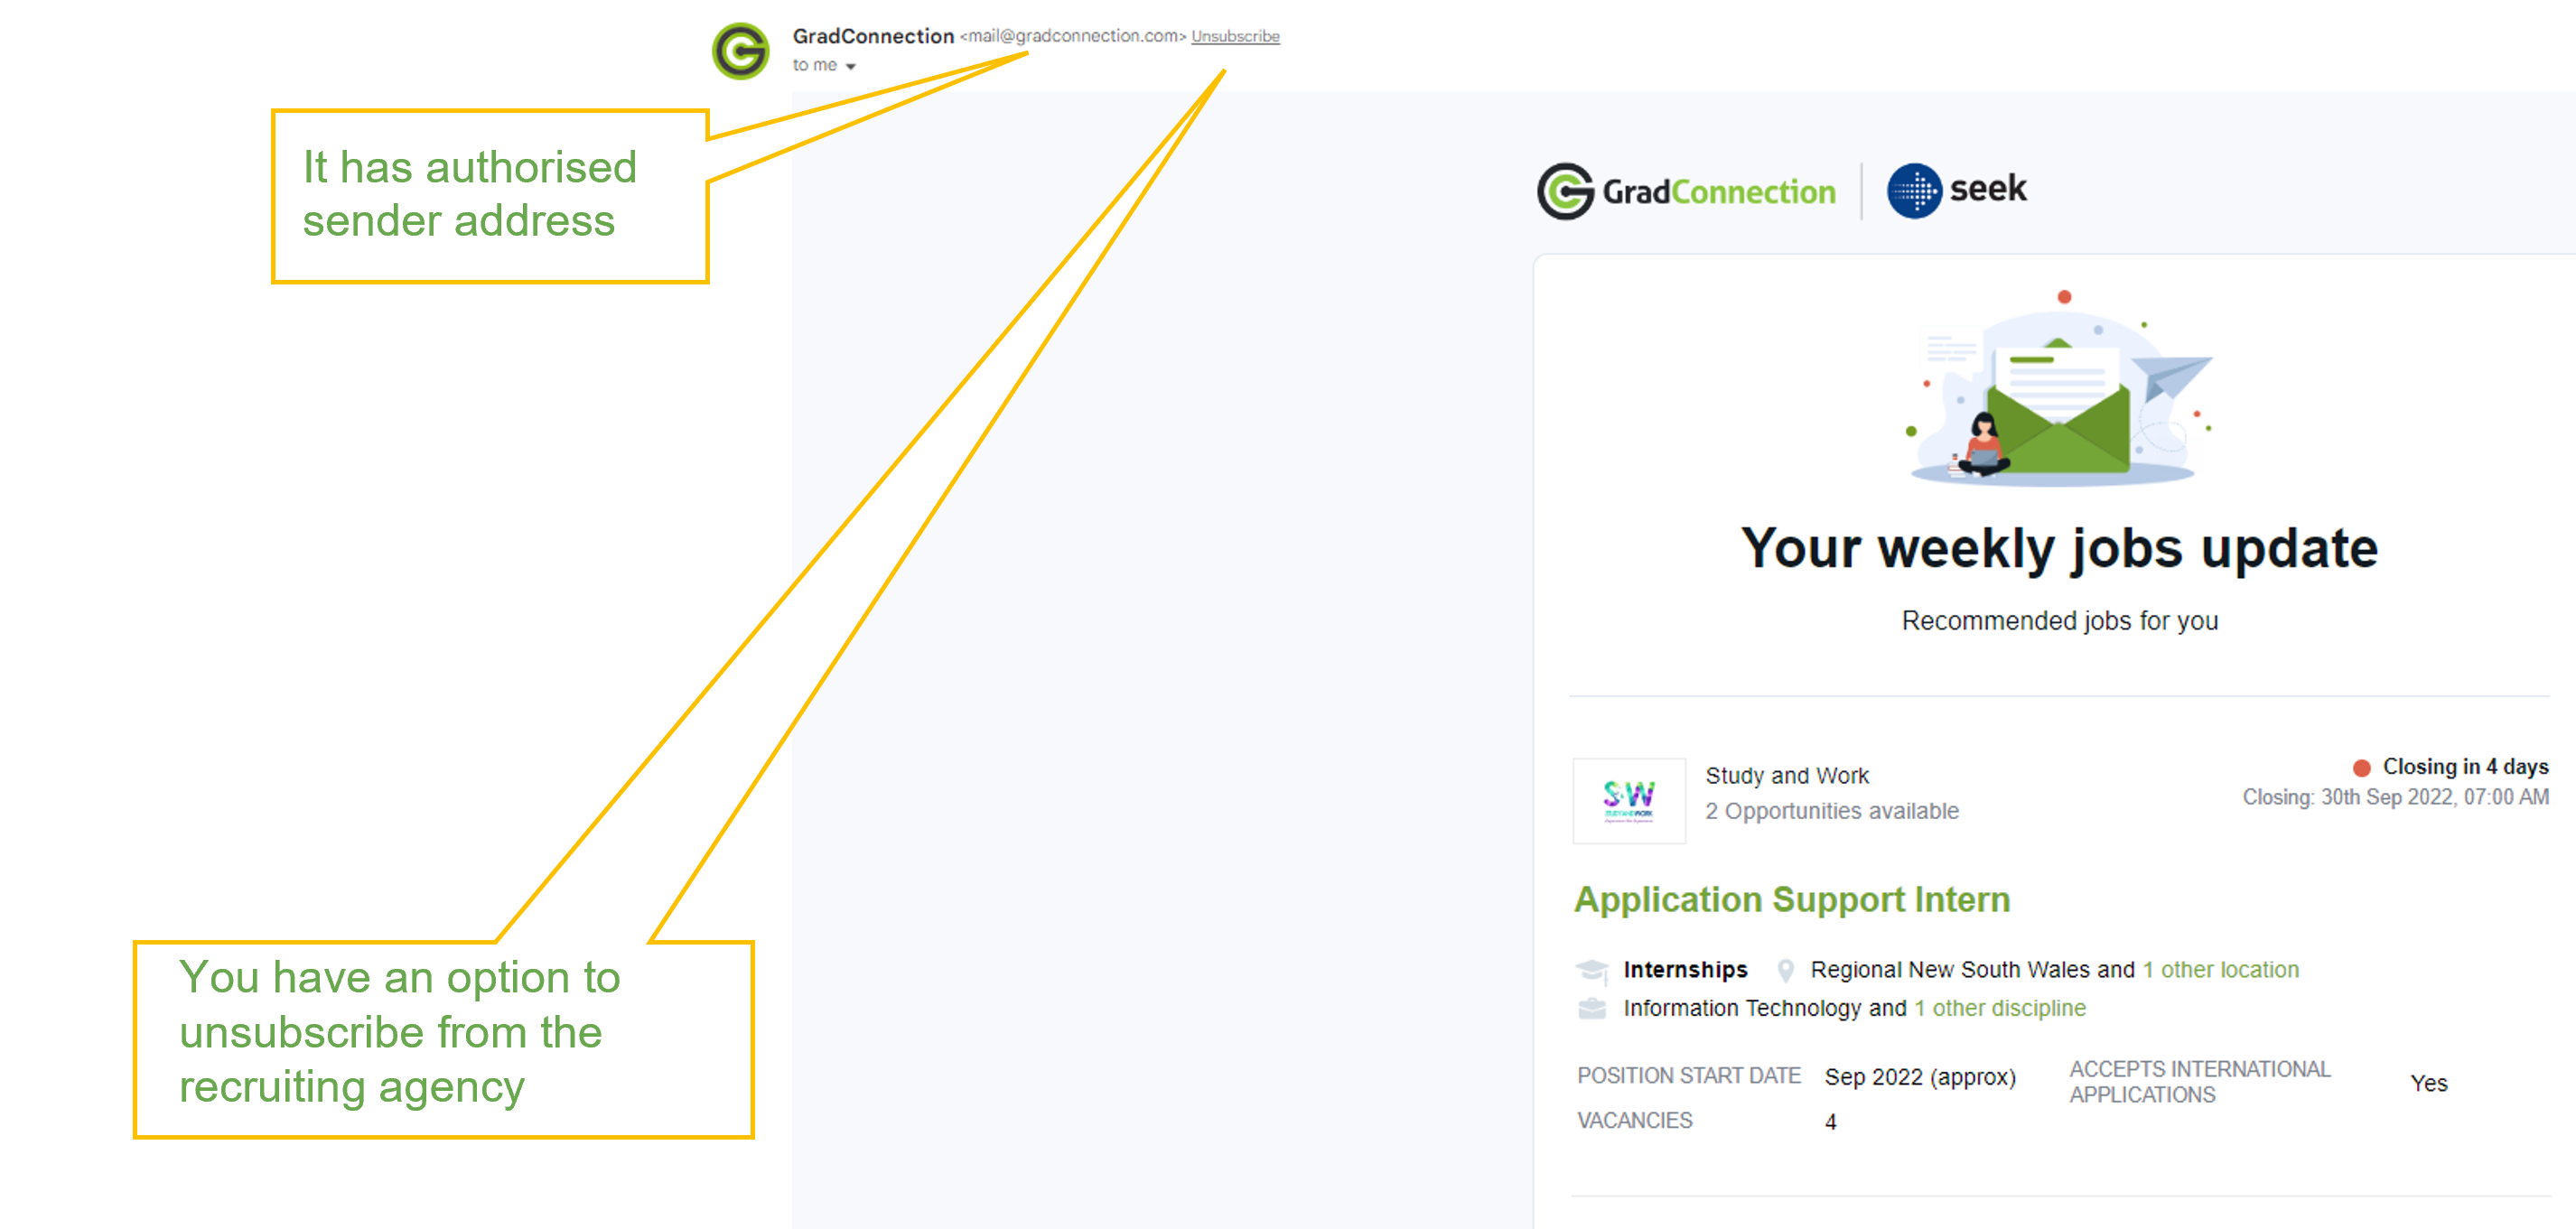 GradConnection <mail@gradconnection.com> Unsubscribe
to me
It has authorised
sender address
GradConnection
seek
Your weekly jobs update
Recommended jobs for you
S&W
STUDY AND WORK
Study and Work
2 Opportunities available
Closing in 4 days
Closing: 30th Sep 2022, 07:00 AM
Application Support Intern
Internships Regional New South Wales and 1 other location
Information Technology and 1 other discipline
You have an option to
unsubscribe from the
recruiting agency
POSITION START DATE Sep 2022 (approx)
ACCEPTS INTERNATIONAL
APPLICATIONS
Yes
VACANCIES 4